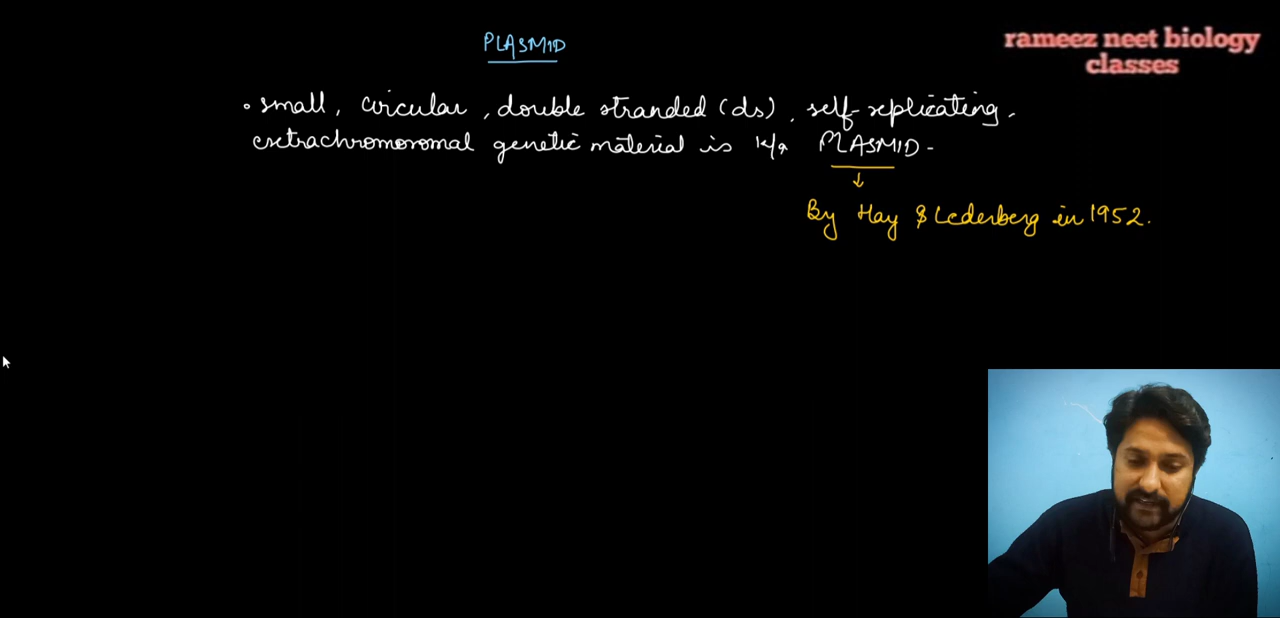 PLASMID
rameez neet biology
classes
• small, circular, double stranded (ds), self-replicating,
extrachromosomal genetic material is k/a PLASMID-
↓
By Hay & Lederberg in 1952.